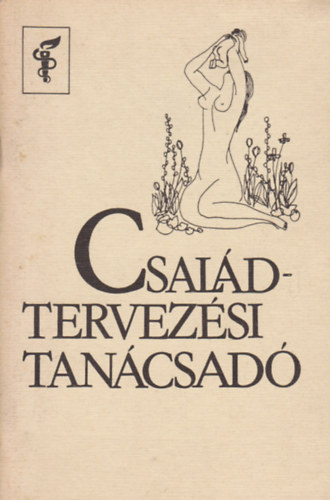 CSALÁD-
TERVEZÉSI
TANÁCSADÓ